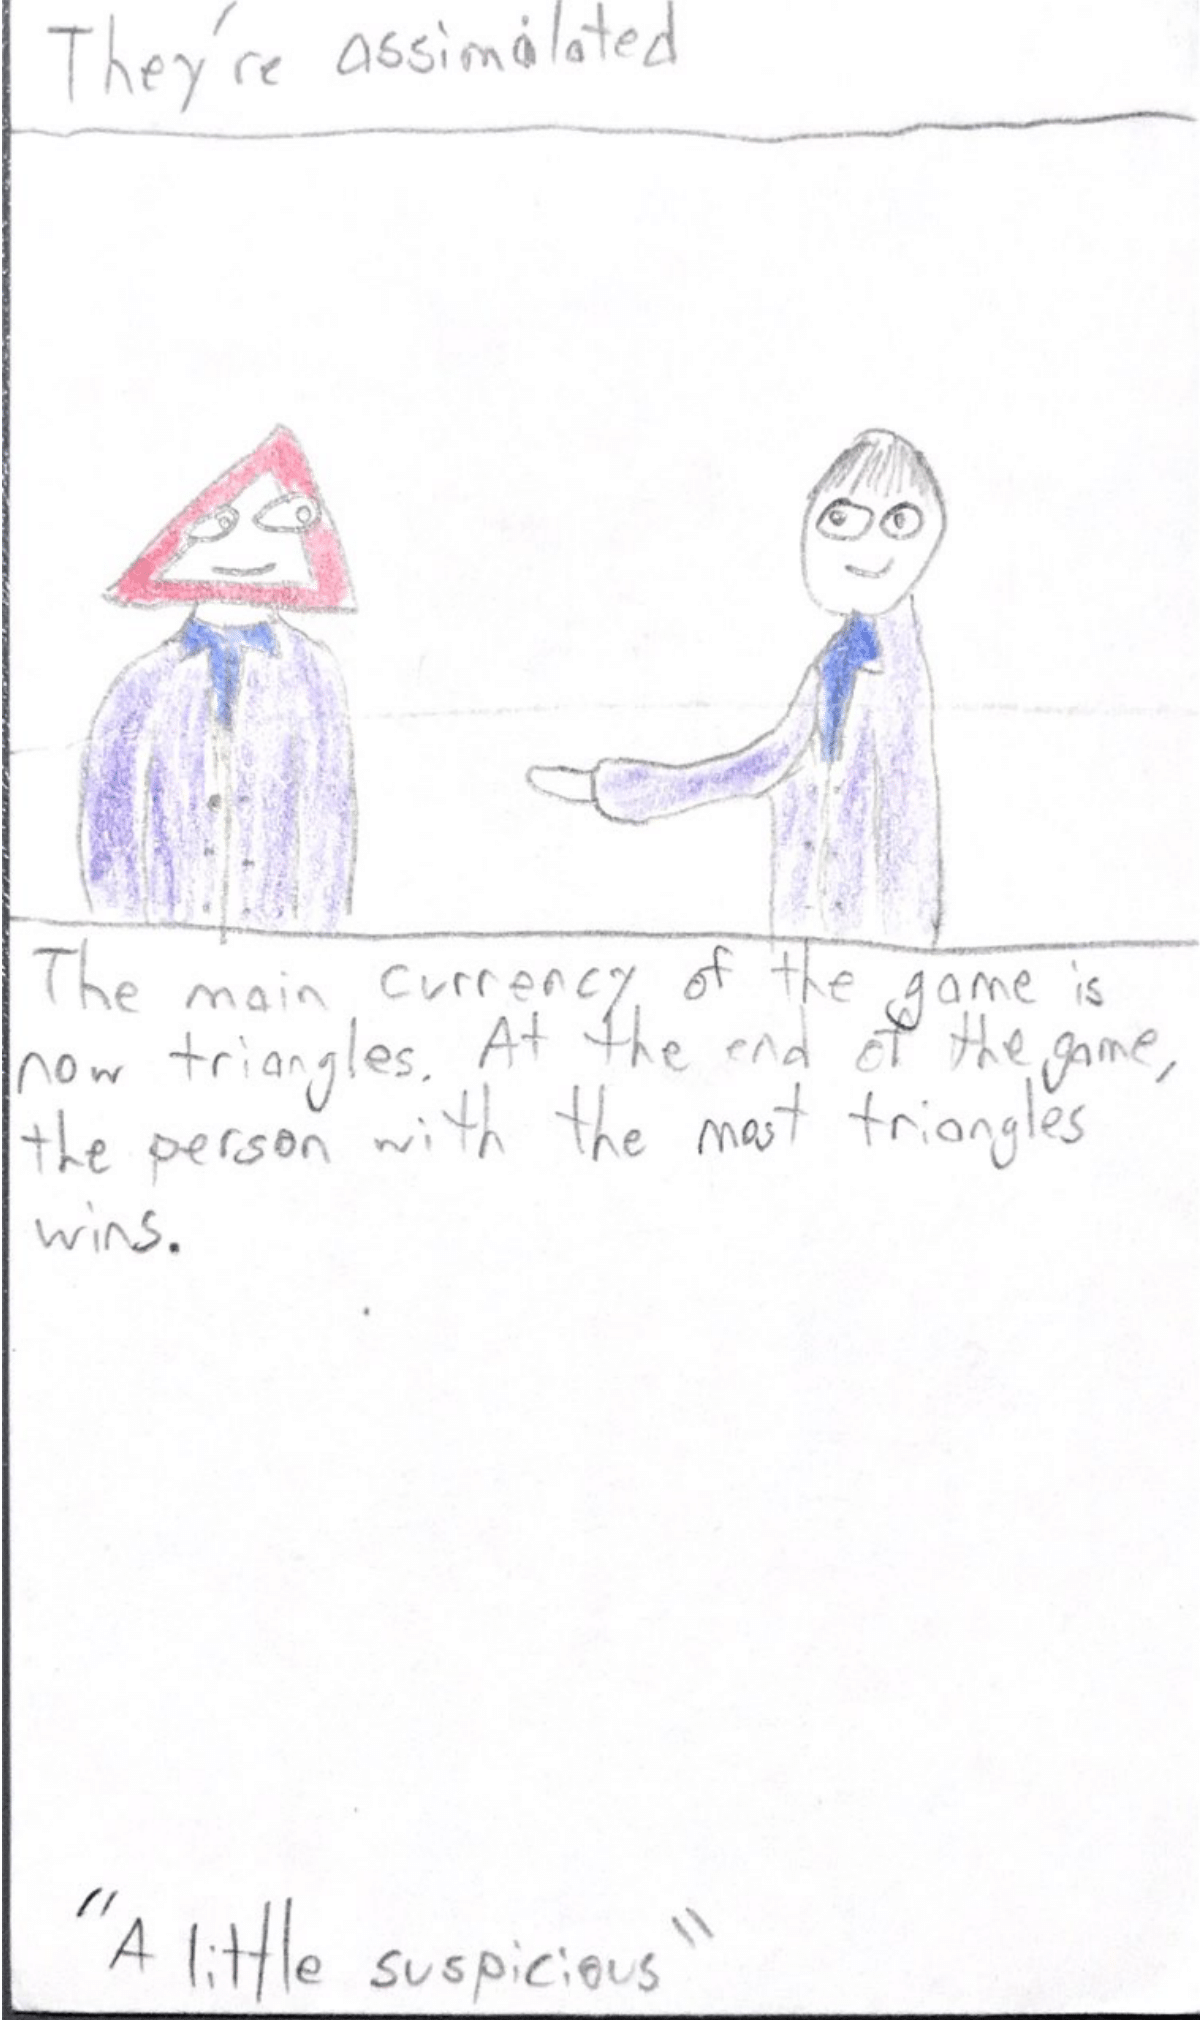 They're assimilated
The main currency of the game is
now triangles. At the end of the game,
the person with the most triangles
wins.
"A little suspicious"